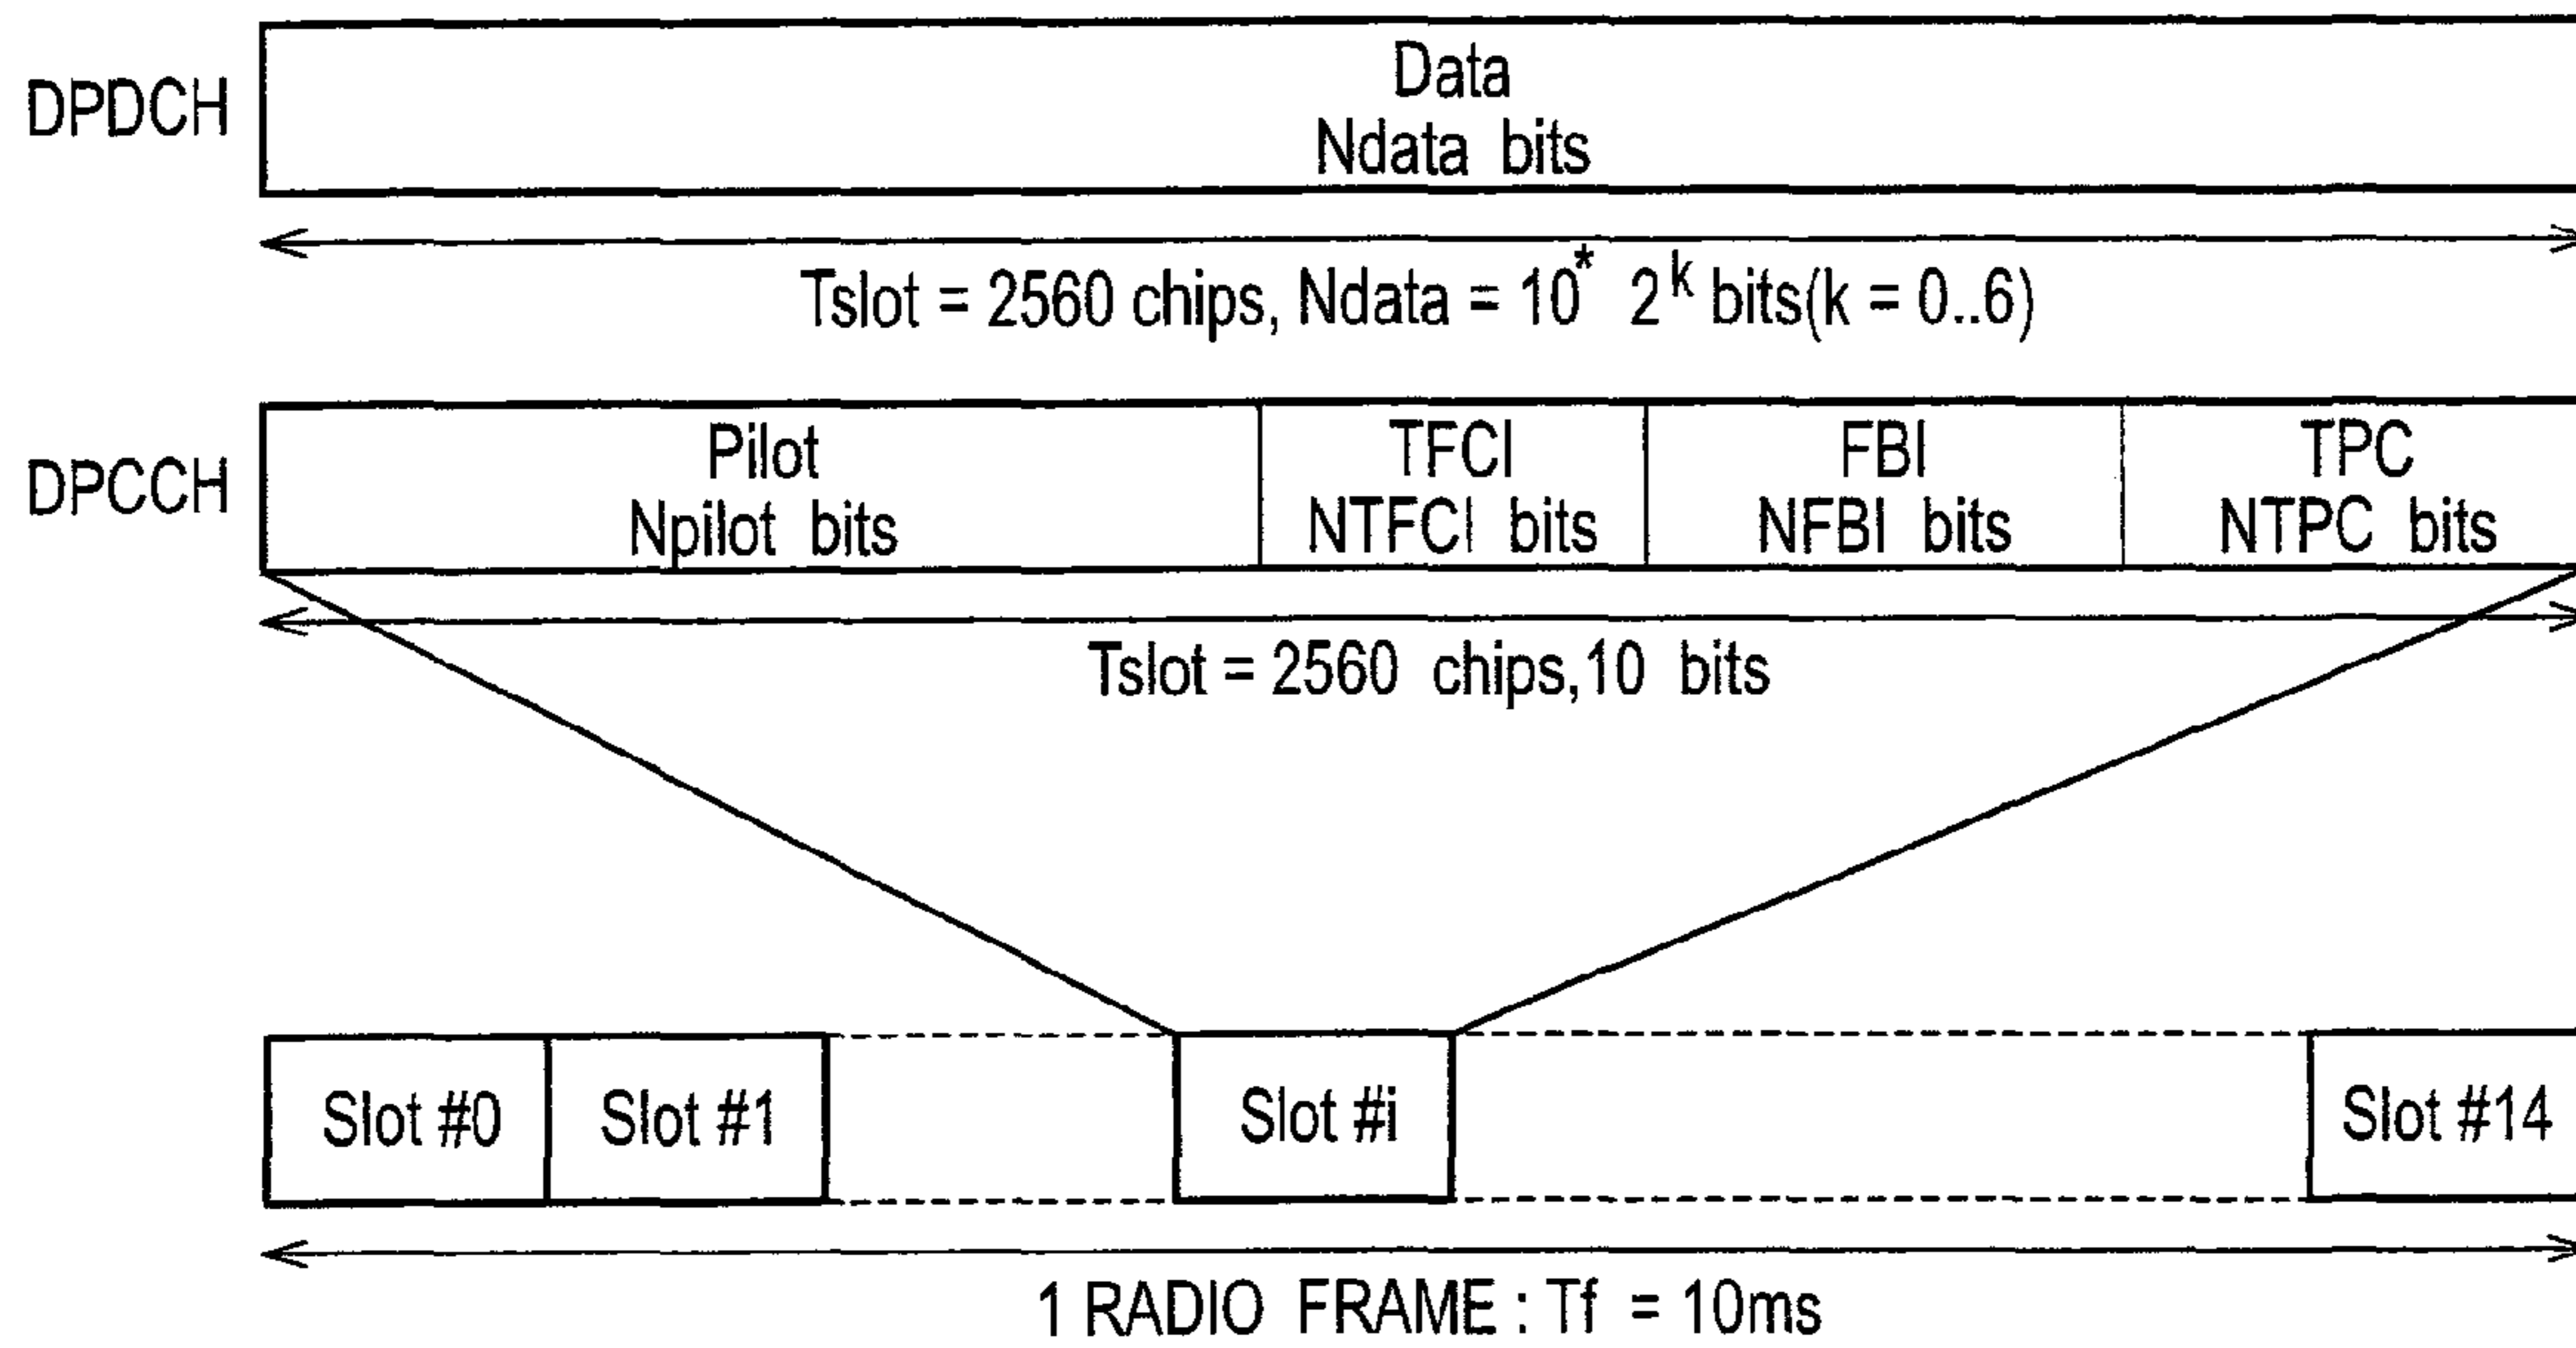 Data
DPDCH
Ndata bits
Tslot = 2560 chips, Ndata = 10* 2^k bits(k = 0..6)
Pilot TFCI FBI TPC
DPCCH
Npilot bits NTFCI bits NFBI bits NTPC bits
Tslot = 2560 chips,10 bits
Slot #0 Slot #1 Slot #i Slot #14
1 RADIO FRAME : Tf = 10ms